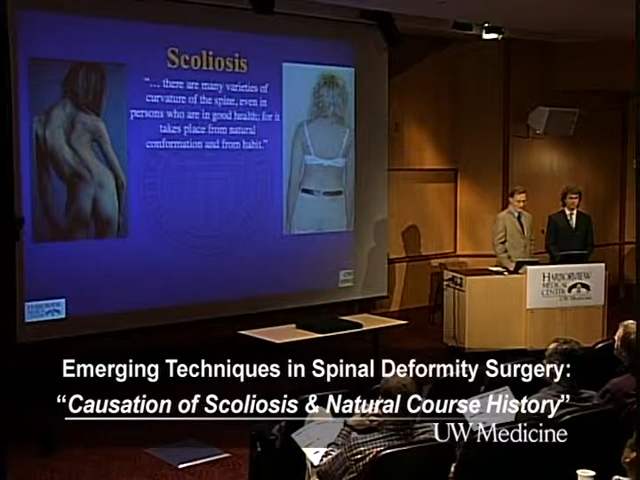 Scoliosis
"... there are many varieties of
curvature of the spine, even in
persons who are in good health; for it
takes place from natural
conformation and from habit."
HARBORVIEW
MEDICAL
CENTER
UW Medicine
Emerging Techniques in Spinal Deformity Surgery:
“Causation of Scoliosis & Natural Course History”
UW Medicine